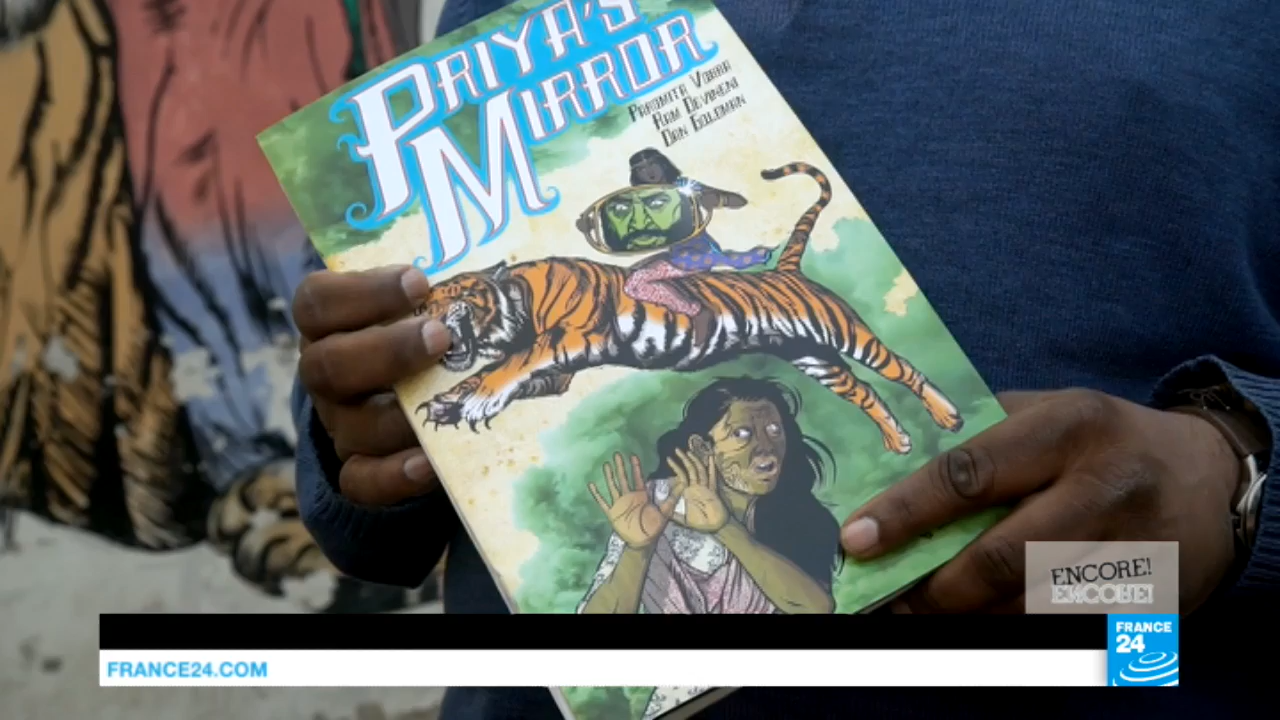 PRIYA'S
MIRROR
PAROMITA VOHRA
RAM DEVINENI
DAN GOLDMAN
ENCORE!
ENCORE!
FRANCE
24
FRANCE24.COM